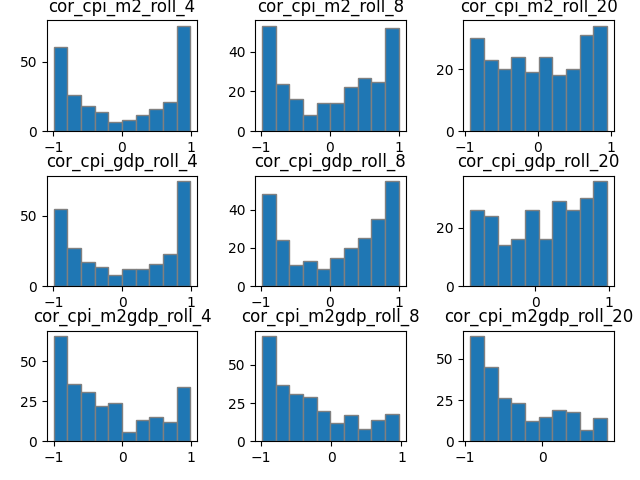 cor_cpi_m2_roll_4 cor_cpi_m2_roll_8 cor_cpi_m2_roll_20
50 40 20
20
0 0 0
−1 0 1 −1 0 1 −1 0 1
cor_cpi_gdp_roll_4 cor_cpi_gdp_roll_8 cor_cpi_gdp_roll_20
50 40 20
20
0 0 0
−1 0 1 −1 0 1 0 1
cor_cpi_m2gdp_roll_4 cor_cpi_m2gdp_roll_8 cor_cpi_m2gdp_roll_20
50 50 50
25 25 25
0 0 0
−1 0 1 −1 0 1 −1 0